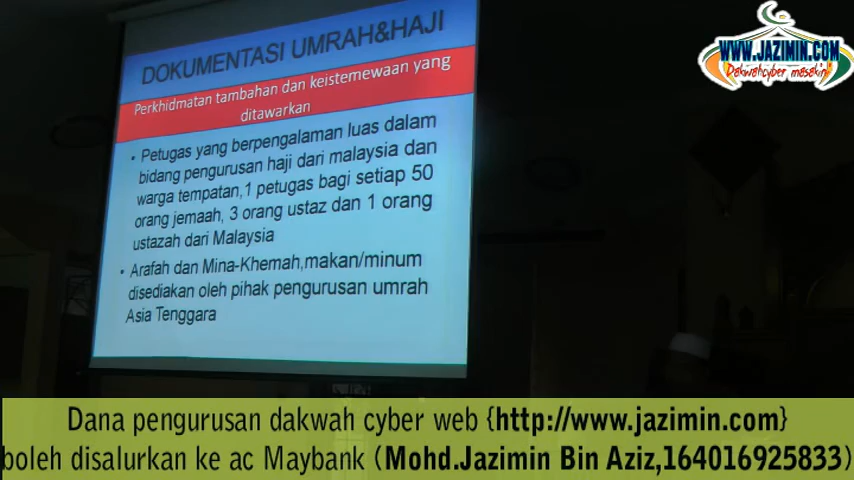 DOKUMENTASI UMRAH&HAJI
Perkhidmatan tambahan dan keistemewaan yang
ditawarkan
• Petugas yang berpengalaman luas dalam
bidang pengurusan haji dari malaysia dan
warga tempatan,1 petugas bagi setiap 50
orang jemaah, 3 orang ustaz dan 1 orang
ustazah dari Malaysia
• Arafah dan Mina-Khemah,makan/minum
disediakan oleh pihak pengurusan umrah
Asia Tenggara
WWW.JAZIMIN.COM
Dakwahcyber masakini
Dana pengurusan dakwah cyber web {http://www.jazimin.com}
boleh disalurkan ke ac Maybank (Mohd.Jazimin Bin Aziz,164016925833)